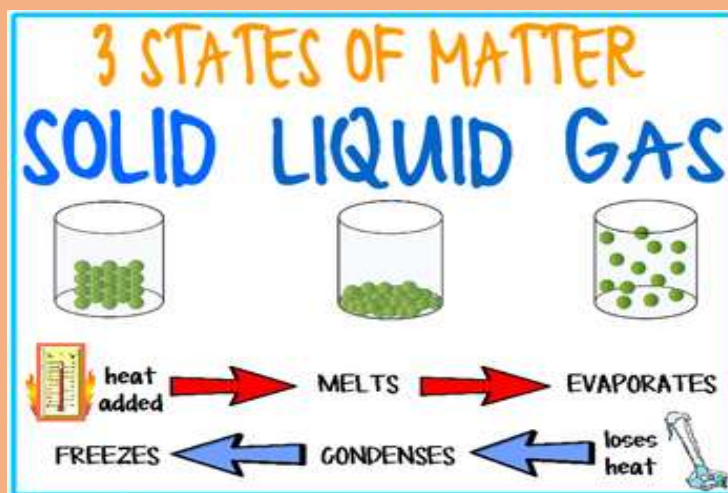 3 STATES OF MATTER
SOLID LIQUID GAS
heat added MELTS EVAPORATES
FREEZES CONDENSES loses heat